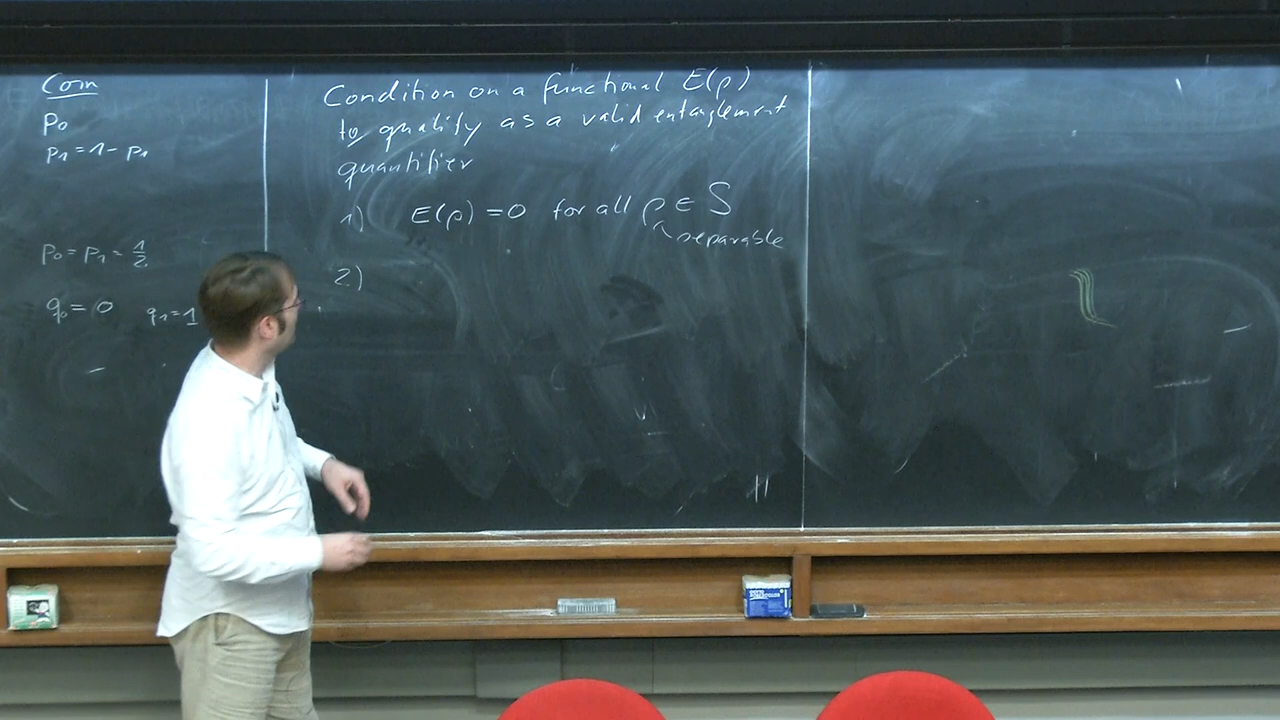 Coin
p₀
p₁ = 1 - p₁
p₀ = p₁ = 1/2
q₀ = 0 q₁ = 1
Condition on a functional E(ρ)
to qualify as a valid entanglement
quantifier
1) E(ρ) = 0 for all ρ ∈ S
separable
2)